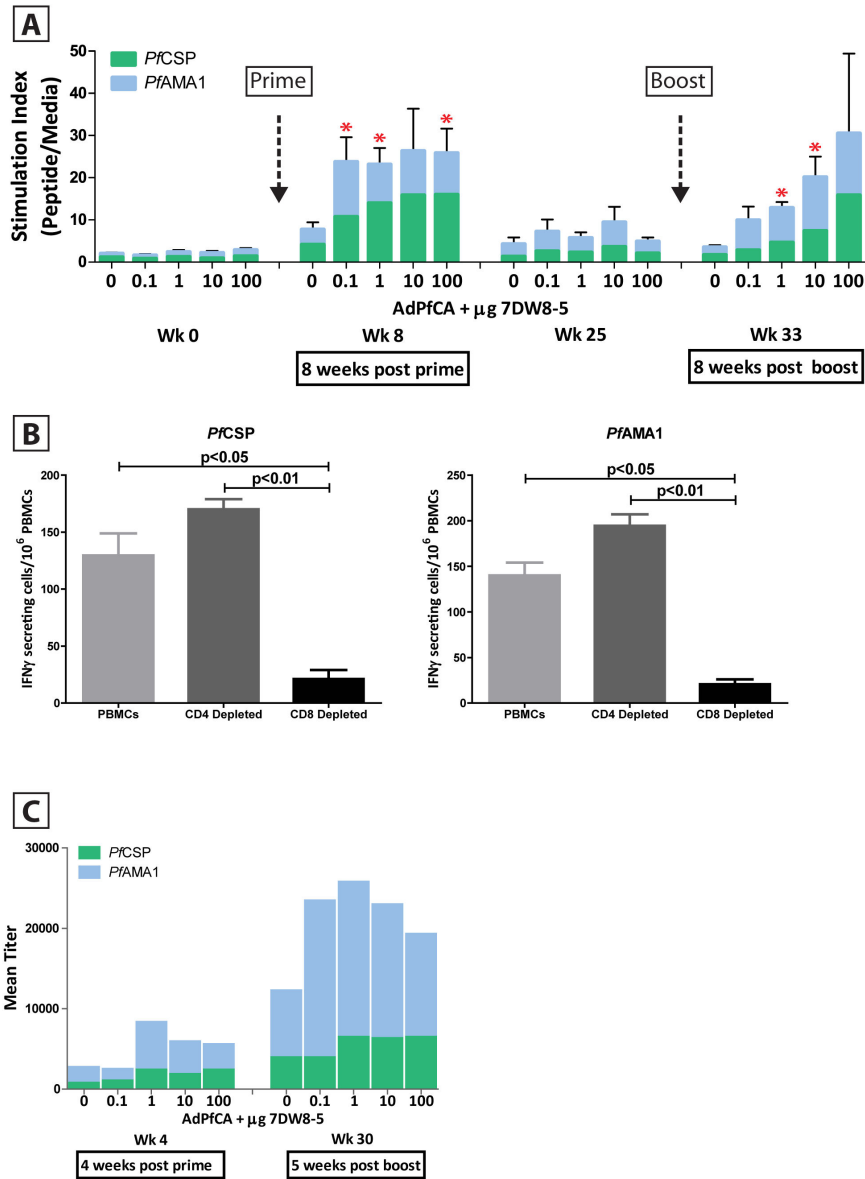 A
PfCSP
PfAMA1
Prime
Boost
Stimulation Index
(Peptide/Media)
50
40
30
20
10
0
* * * * *
0 0.1 1 10 100 0 0.1 1 10 100 0 0.1 1 10 100 0 0.1 1 10 100
AdPfCA + µg 7DW8-5
Wk 0 Wk 8 Wk 25 Wk 33
8 weeks post prime 8 weeks post boost
B
PfCSP
p<0.05
p<0.01
IFNγ secreting cells/10⁶ PBMCs
200
150
100
50
0
PBMCs CD4 Depleted CD8 Depleted
PfAMA1
p<0.05
p<0.01
IFNγ secreting cells/10⁶ PBMCs
250
200
150
100
50
0
PBMCs CD4 Depleted CD8 Depleted
C
PfCSP
PfAMA1
Mean Titer
30000
20000
10000
0
0 0.1 1 10 100 0 0.1 1 10 100
AdPfCA + µg 7DW8-5
Wk 4 Wk 30
4 weeks post prime 5 weeks post boost